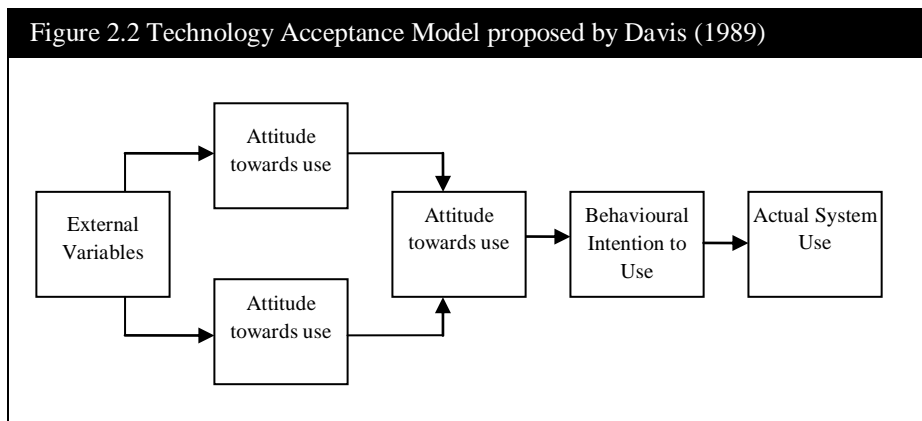 Figure 2.2 Technology Acceptance Model proposed by Davis (1989)
Attitude
towards use
External
Variables
Attitude
towards use
Attitude
towards use
Behavioural
Intention to
Use
Actual System
Use